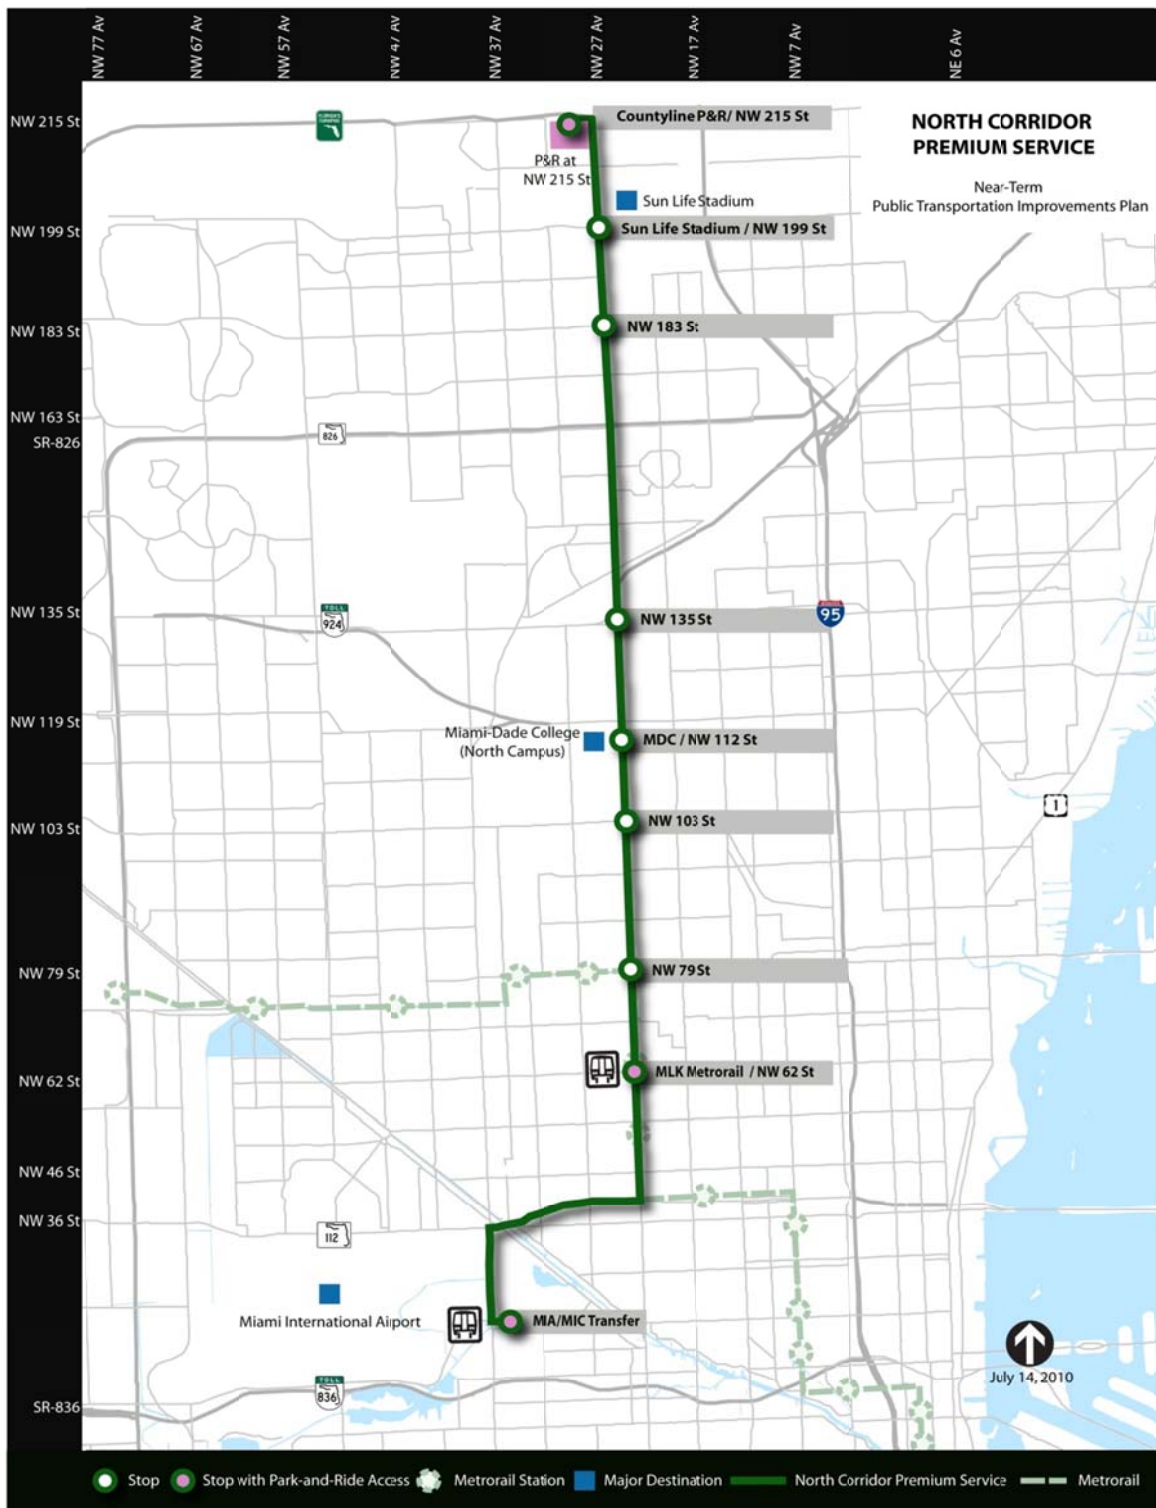 NW 77 Av
NW 67 Av
NW 57 Av
NW 47 Av
NW 37 Av
NW 27 Av
NW 17 Av
NW 7 Av
NE 6 Av
NORTH CORRIDOR
PREMIUM SERVICE
Near-Term
Public Transportation Improvements Plan
NW 215 St
FLORIDA'S
TURNPIKE
Countyline P&R/ NW 215 St
P&R at
NW 215 St
Sun Life Stadium
NW 199 St
Sun Life Stadium / NW 199 St
NW 183 St
NW 183 St
NW 163 St
SR-826
826
NW 135 St
TOLL
924
NW 135 St
95
NW 119 St
Miami-Dade College
(North Campus)
MDC / NW 112 St
NW 103 St
NW 103 St
1
NW 79 St
NW 79 St
NW 62 St
MLK Metrorail / NW 62 St
NW 46 St
NW 36 St
112
Miami International Airport
MIA/MIC Transfer
July 14, 2010
SR-836
TOLL
836
Stop
Stop with Park-and-Ride Access
Metrorail Station
Major Destination
North Corridor Premium Service
Metrorail